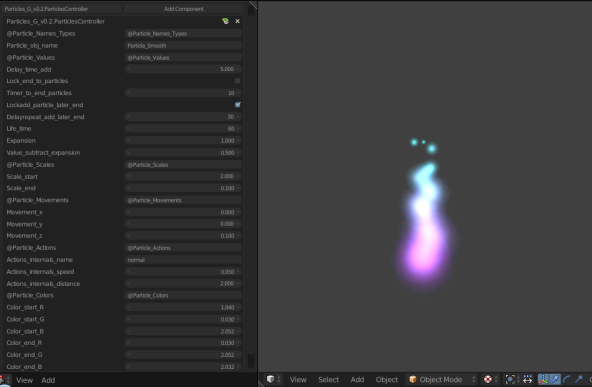 Particles_G_v0.2.ParticlesController Add Component
Particles_G_v0.2.ParticlesController
@Particle_Names_Types @Particle_Names_Types
Particle_obj_name Particle_Smooth
@Particle_Values @Particle_Values
Delay_time_add 5.000
Lock_end_to_particles
Timer_to_end_particles 10
Lockadd_particle_later_end
Delayrepeat_add_later_end 30
Life_time 60
Expansion 1.000
Value_subtract_expansion 0.500
@Particle_Scales @Particle_Scales
Scale_start 2.000
Scale_end 0.100
@Particle_Movements @Particle_Movements
Movement_x 0.000
Movement_y 0.000
Movement_z 0.100
@Particle_Actions @Particle_Actions
Actions_internals_name normal
Actions_internals_speed 0.050
Actions_internals_distance 2.000
@Particle_Colors @Particle_Colors
Color_start_R 1.040
Color_start_G 0.030
Color_start_B 2.052
Color_end_R 0.030
Color_end_G 2.052
Color_end_B 2.032
View Add View Select Add Object Object Mode